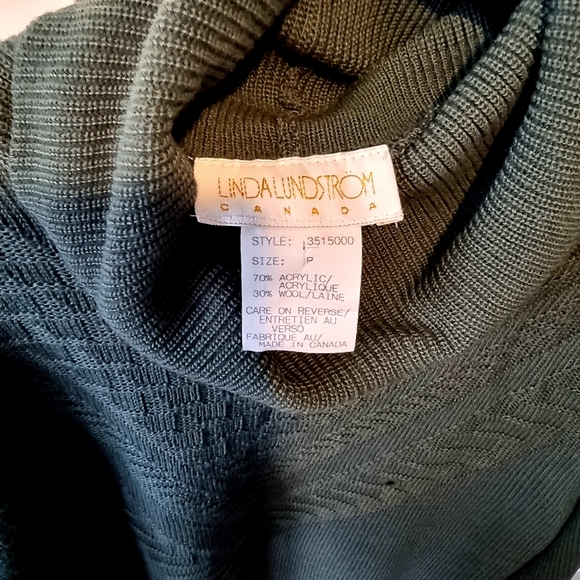 LINDA LUNDSTRÖM
CANADA
STYLE: 3515000
SIZE: P
70% ACRYLIC/
ACRYLIQUE
30% WOOL/LAINE
CARE ON REVERSE/
ENTRETIEN AU
VERSO
FABRIQUE AU/
MADE IN CANADA